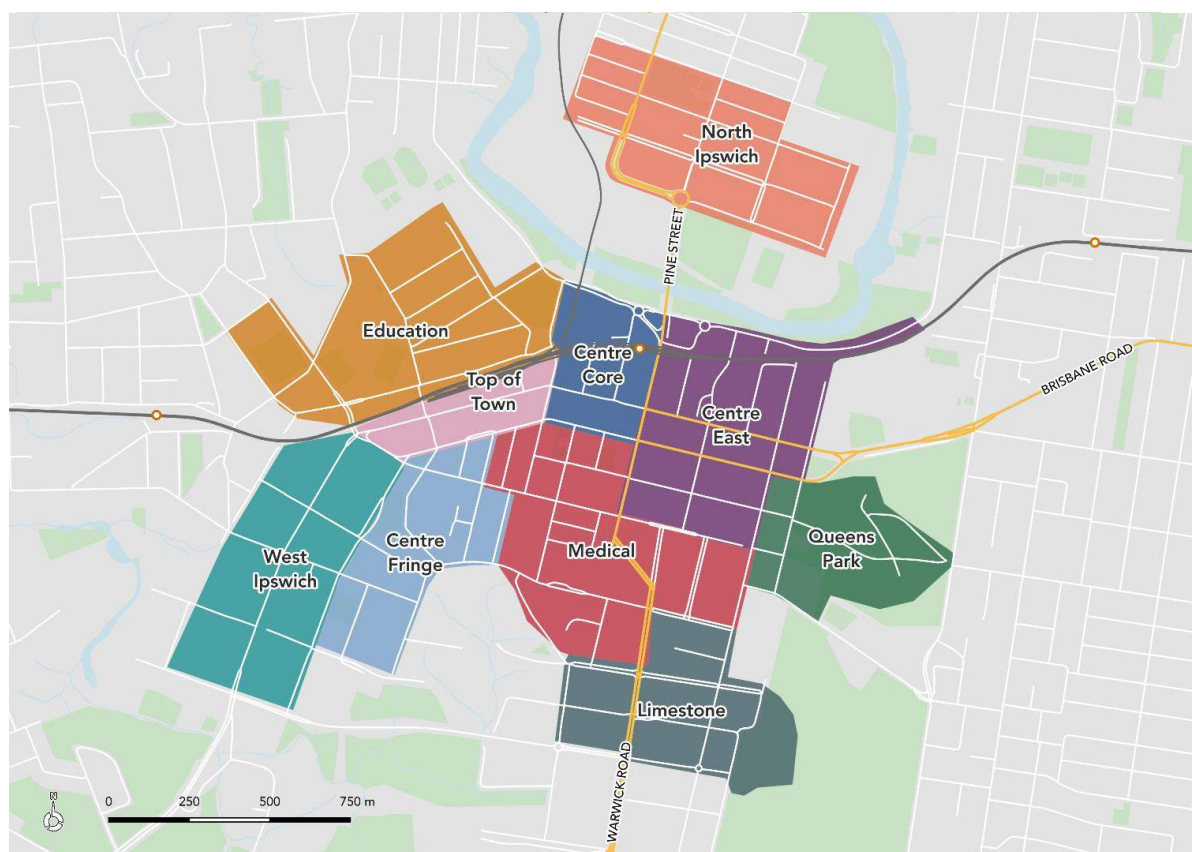 North
Ipswich
PINE STREET
Education
Centre
Core
Top of
Town
BRISBANE ROAD
Centre
East
West
Ipswich
Centre
Fringe
Medical
Queens
Park
Limestone
WARWICK ROAD
N
0 250 500 750 m